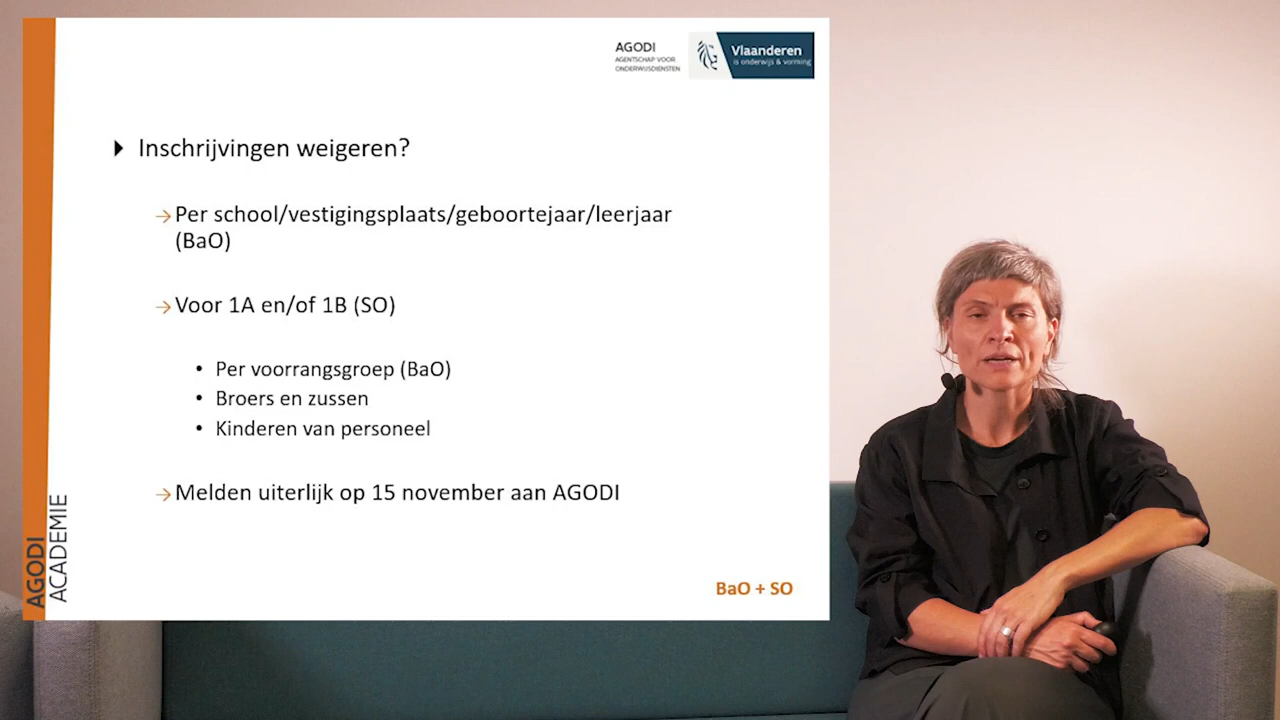 AGODI
AGENTSCHAP VOOR
ONDERWIJSDIENSTEN
Vlaanderen
is onderwijs & vorming
Inschrijvingen weigeren?
Per school/vestigingsplaats/geboortejaar/leerjaar
(BaO)
Voor 1A en/of 1B (SO)
• Per voorrangsgroep (BaO)
• Broers en zussen
• Kinderen van personeel
Melden uiterlijk op 15 november aan AGODI
BaO + SO
AGODI
ACADEMIE